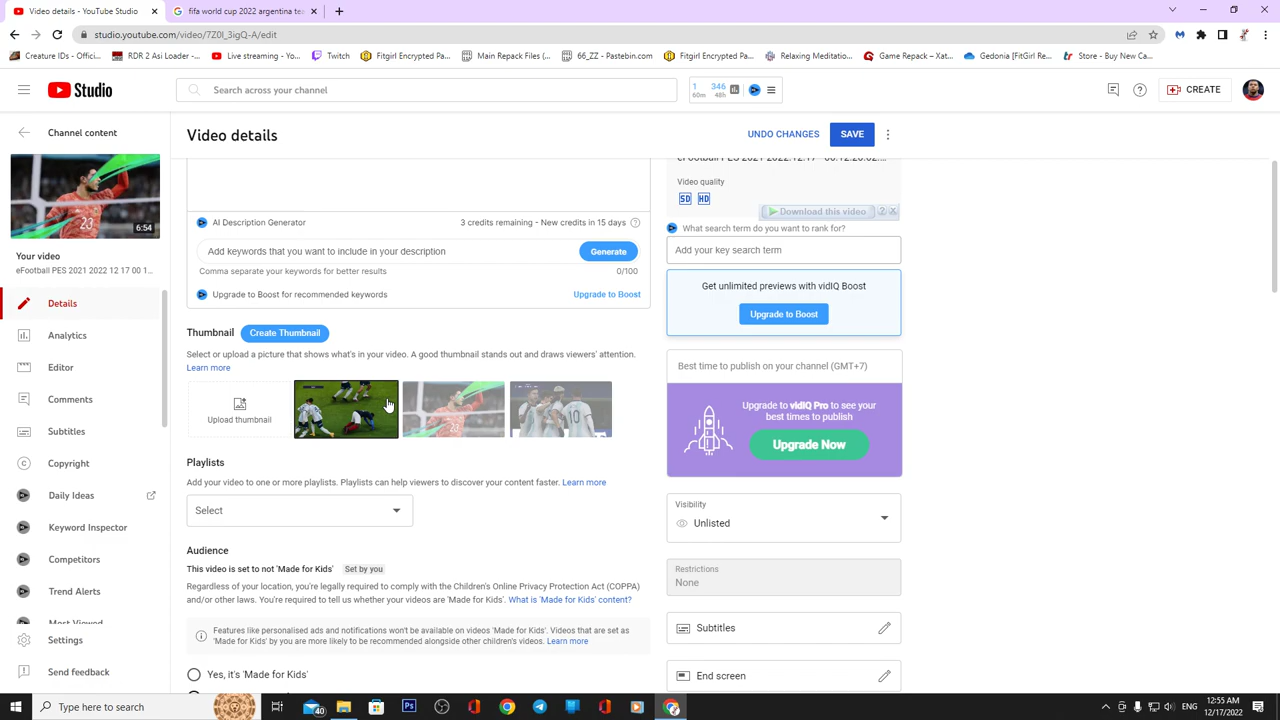 Video details - YouTube Studio
fifa world cup 2022 argentina te
studio.youtube.com/video/7Z0l_3igQ-A/edit
Creature IDs - Official...
RDR 2 Asi Loader-...
Live streaming - Yo...
Twitch
Fitgirl Encrypted Pa...
Main Repack Files (...
66_ZZ - Pastebin.com
Fitgirl Encrypted Pa...
Relaxing Meditatio...
Game Repack – Xat...
Gedonia [FitGirl Re...
Store - Buy New Ca...
Studio
Search across your channel
1
60m
346
48h
CREATE
Channel content
Video details
UNDO CHANGES
SAVE
23
6:54
Your video
eFootball PES 2021 2022 12 17 00 1...
Details
Analytics
Editor
Comments
Subtitles
Copyright
Daily Ideas
Keyword Inspector
Competitors
Trend Alerts
Most Viewed
Settings
Send feedback
AI Description Generator
3 credits remaining - New credits in 15 days
Add keywords that you want to include in your description
Generate
Comma separate your keywords for better results
0/100
Upgrade to Boost for recommended keywords
Upgrade to Boost
Thumbnail
Create Thumbnail
Select or upload a picture that shows what's in your video. A good thumbnail stands out and draws viewers' attention.
Learn more
Upload thumbnail
23
10
Playlists
Add your video to one or more playlists. Playlists can help viewers to discover your content faster. Learn more
Select
Audience
This video is set to not 'Made for Kids'
Set by you
Regardless of your location, you're legally required to comply with the Children's Online Privacy Protection Act (COPPA)
and/or other laws. You're required to tell us whether your videos are 'Made for Kids'. What is 'Made for Kids' content?
Features like personalised ads and notifications won't be available on videos 'Made for Kids'. Videos that are set as
'Made for Kids' by you are more likely to be recommended alongside other children's videos. Learn more
Yes, it's 'Made for Kids'
Video quality
SD
HD
Download this video
What search term do you want to rank for?
Add your key search term
Get unlimited previews with vidIQ Boost
Upgrade to Boost
Best time to publish on your channel (GMT+7)
Upgrade to vidIQ Pro to see your
best times to publish
Upgrade Now
Visibility
Unlisted
Restrictions
None
Subtitles
End screen
Type here to search
40
ENG
12:55 AM
12/17/2022